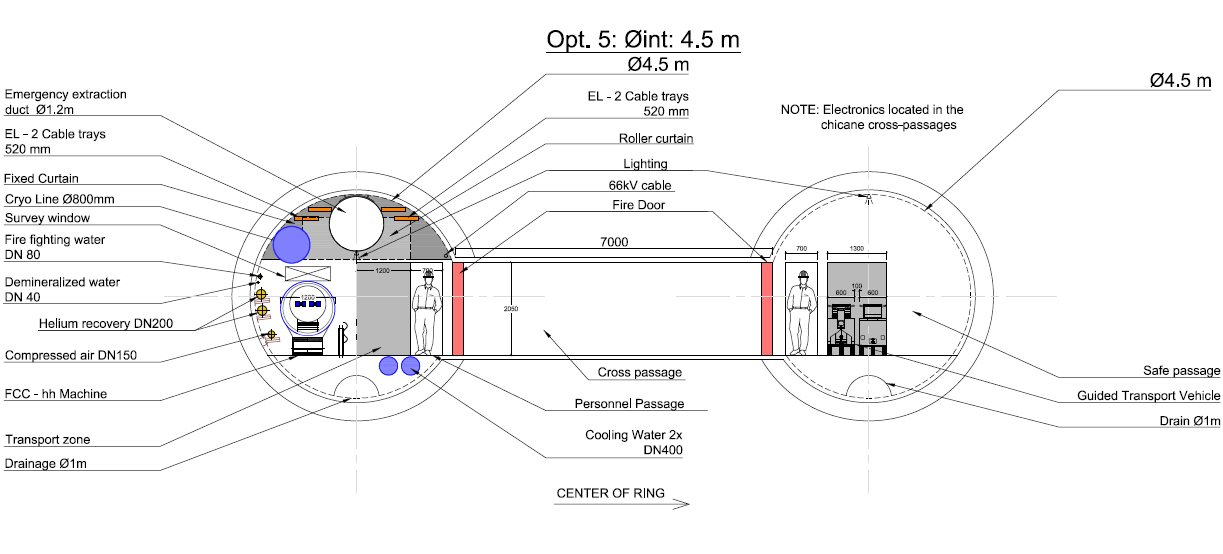 Opt. 5: Øint: 4.5 m
Ø4.5 m
Ø4.5 m
Emergency extraction
duct Ø1.2m
EL - 2 Cable trays
520 mm
Fixed Curtain
Cryo Line Ø800mm
Survey window
Fire fighting water
DN 80
Demineralized water
DN 40
Helium recovery DN200
Compressed air DN150
FCC - hh Machine
Transport zone
Drainage Ø1m
EL - 2 Cable trays
520 mm
Roller curtain
Lighting
66kV cable
Fire Door
NOTE: Electronics located in the
chicane cross-passages
7000
1200
700
1200
2050
700
1300
100
600
600
Cross passage
Personnel Passage
Cooling Water 2x
DN400
Safe passage
Guided Transport Vehicle
Drain Ø1m
CENTER OF RING